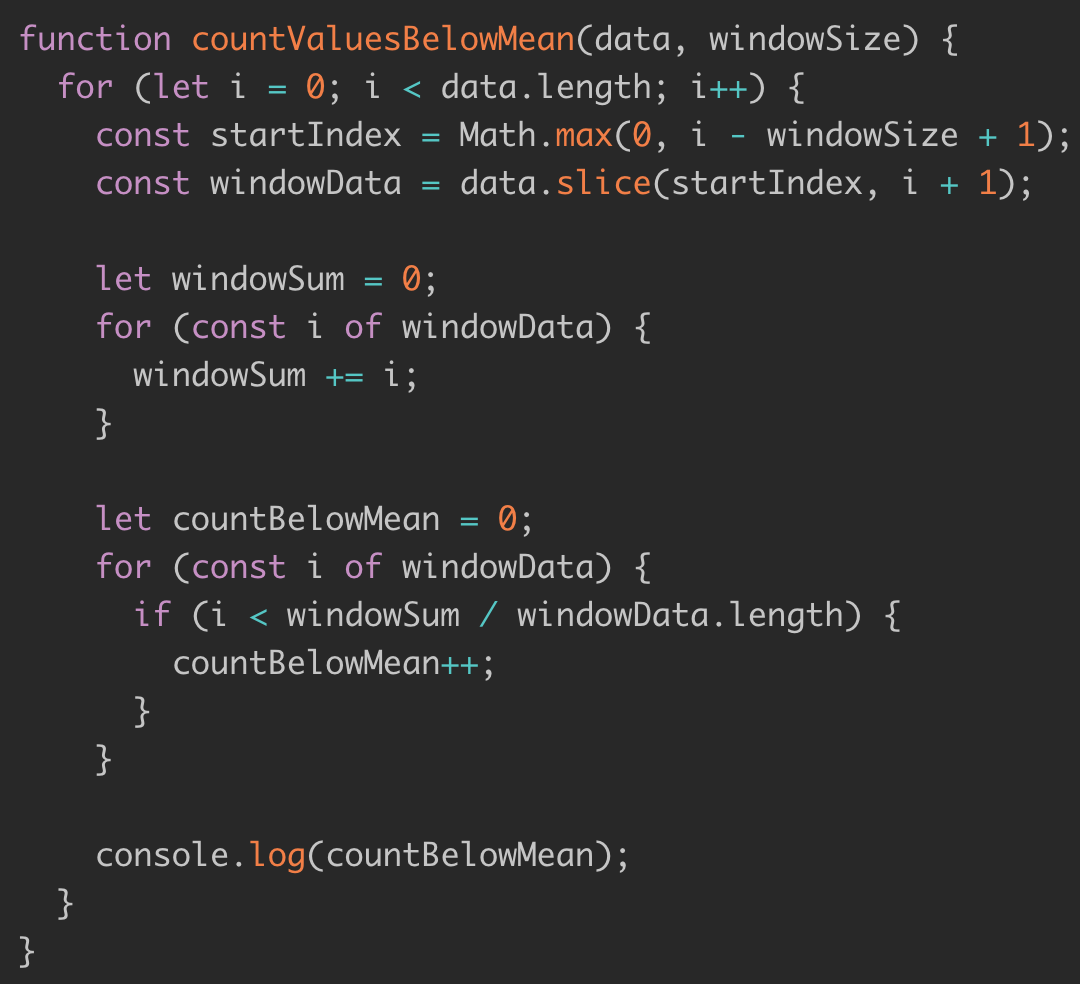 function countValuesBelowMean(data, windowSize) {
  for (let i = 0; i < data.length; i++) {
    const startIndex = Math.max(0, i - windowSize + 1);
    const windowData = data.slice(startIndex, i + 1);

    let windowSum = 0;
    for (const i of windowData) {
      windowSum += i;
    }

    let countBelowMean = 0;
    for (const i of windowData) {
      if (i < windowSum / windowData.length) {
        countBelowMean++;
      }
    }

    console.log(countBelowMean);
  }
}